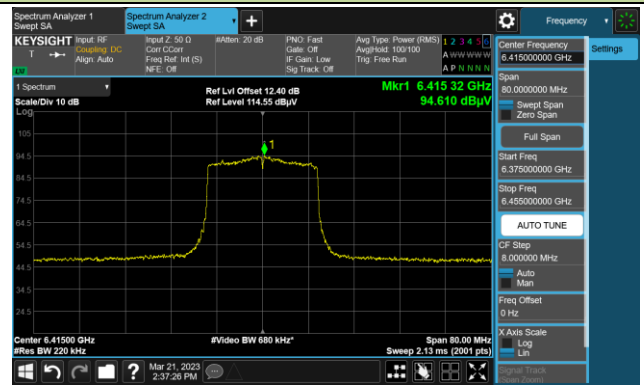 Spectrum Analyzer 1
Swept SA
Spectrum Analyzer 2
Swept SA
Frequency
KEYSIGHT
T
LW
Input: RF
Coupling: DC
Align: Auto
Input Z: 50 Ω
Corr CCorr
Freq Ref: Int (S)
NFE: Off
#Atten: 20 dB
PNO: Fast
Gate: Off
IF Gain: Low
Sig Track: Off
Avg Type: Power (RMS)
Avg|Hold: 100/100
Trig: Free Run
1 2 3 4 5 6
A W W W W W
A P N N N N
1 Spectrum
Scale/Div 10 dB
Ref Lvl Offset 12.40 dB
Ref Level 114.55 dBμV
Mkr1 6.415 32 GHz
94.610 dBμV
Log
105
94.5
84.5
74.5
64.5
54.5
44.5
34.5
24.5
1
Center 6.41500 GHz
#Res BW 220 kHz
#Video BW 680 kHz*
Span 80.00 MHz
Sweep 2.13 ms (2001 pts)
Center Frequency
6.415000000 GHz
Settings
Span
80.0000000 MHz
Swept Span
Zero Span
Full Span
Start Freq
6.375000000 GHz
Stop Freq
6.455000000 GHz
AUTO TUNE
CF Step
8.000000 MHz
Auto
Man
Freq Offset
0 Hz
X Axis Scale
Log
Lin
Signal Track
(Span Zoom)
?
Mar 21, 2023
2:37:26 PM